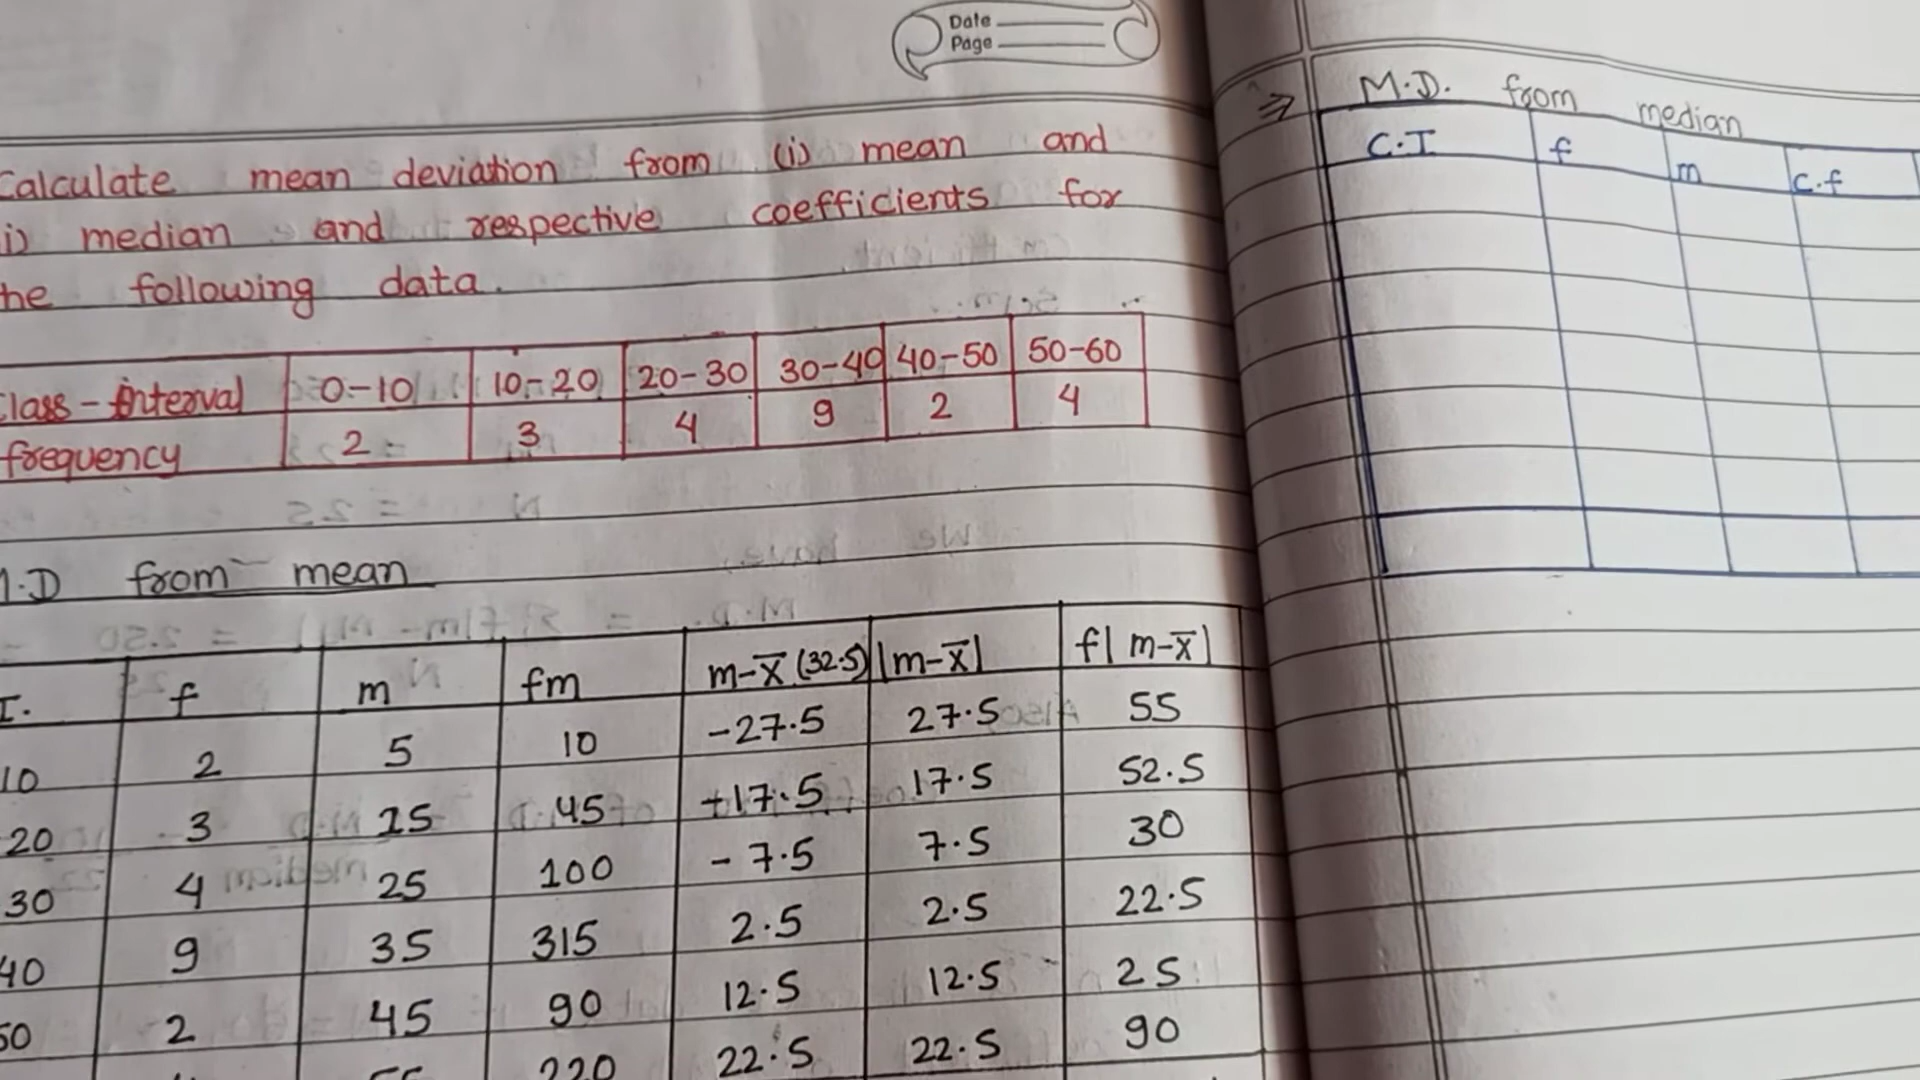 Date
Page
Calculate mean deviation from (i) mean and
i) median and respective coefficients for
he following data.
Class-Interval 0-10 10-20 20-30 30-40 40-50 50-60
frequency 2 3 4 9 2 4
M.D from mean
I. f m fm m-x̅ (32.5) |m-x̅| f|m-x̅|
10 2 5 10 -27.5 27.5 55
20 3 15 45 +17.5 17.5 52.5
30 4 25 100 -7.5 7.5 30
40 9 35 315 2.5 2.5 22.5
50 2 45 90 12.5 12.5 25
55 220 22.5 22.5 90
⇒ M.D. from median
C.I f m c.f